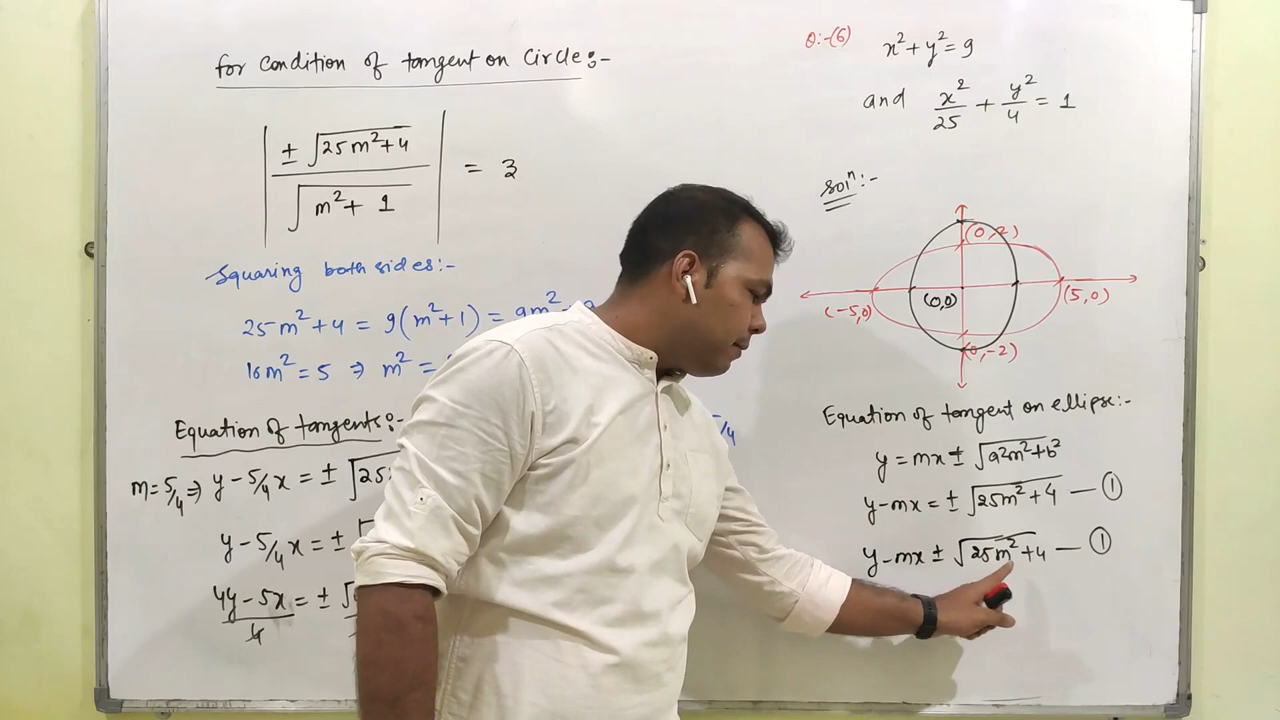 for Condition of tangent on Circle:-
| ± √25m²+4 / √m²+1 | = 3
Squaring both sides:-
25m²+4 = 9(m²+1) = 9m²
16m²=5 ⇒ m² =
Equation of tangents:-
m=5/4 ⇒ y - 5/4 x = ± √25
y - 5/4 x = ±
4y - 5x / 4 = ± √
/4
Q:-(6) x² + y² = 9
and x²/25 + y²/4 = 1
Solⁿ:-
(0,2)
(-5,0) (0,0) (5,0)
(0,-2)
Equation of tangent on ellipse:-
y = mx ± √a²m²+b²
y - mx = ± √25m²+4 — ①
y - mx ± √25m²+4 — ①